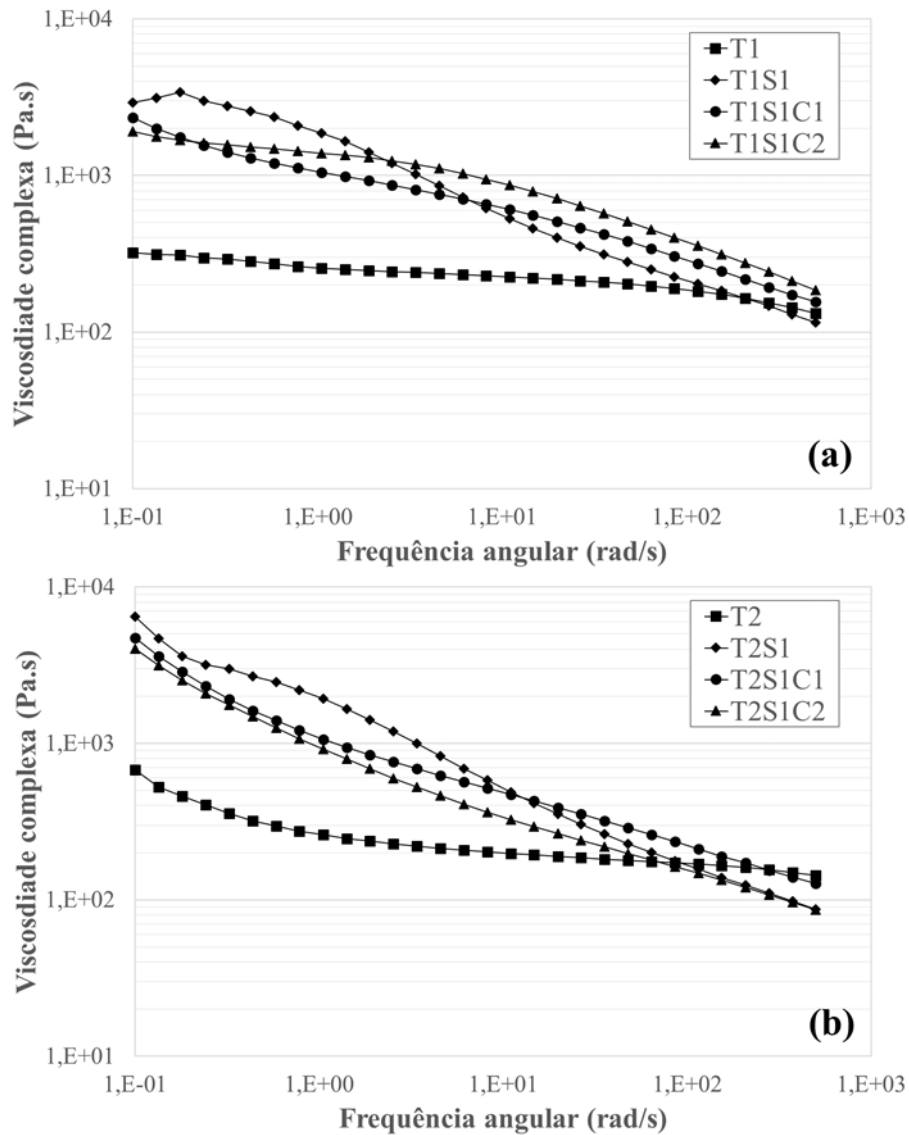 1,E+04
T1
T1S1
T1S1C1
T1S1C2
1,E+03
Viscosdiade complexa (Pa.s)
1,E+02
(a)
1,E+01
1,E-01 1,E+00 1,E+01 1,E+02 1,E+03
Frequência angular (rad/s)
1,E+04
T2
T2S1
T2S1C1
T2S1C2
1,E+03
Viscosdiade complexa (Pa.s)
1,E+02
(b)
1,E+01
1,E-01 1,E+00 1,E+01 1,E+02 1,E+03
Frequência angular (rad/s)